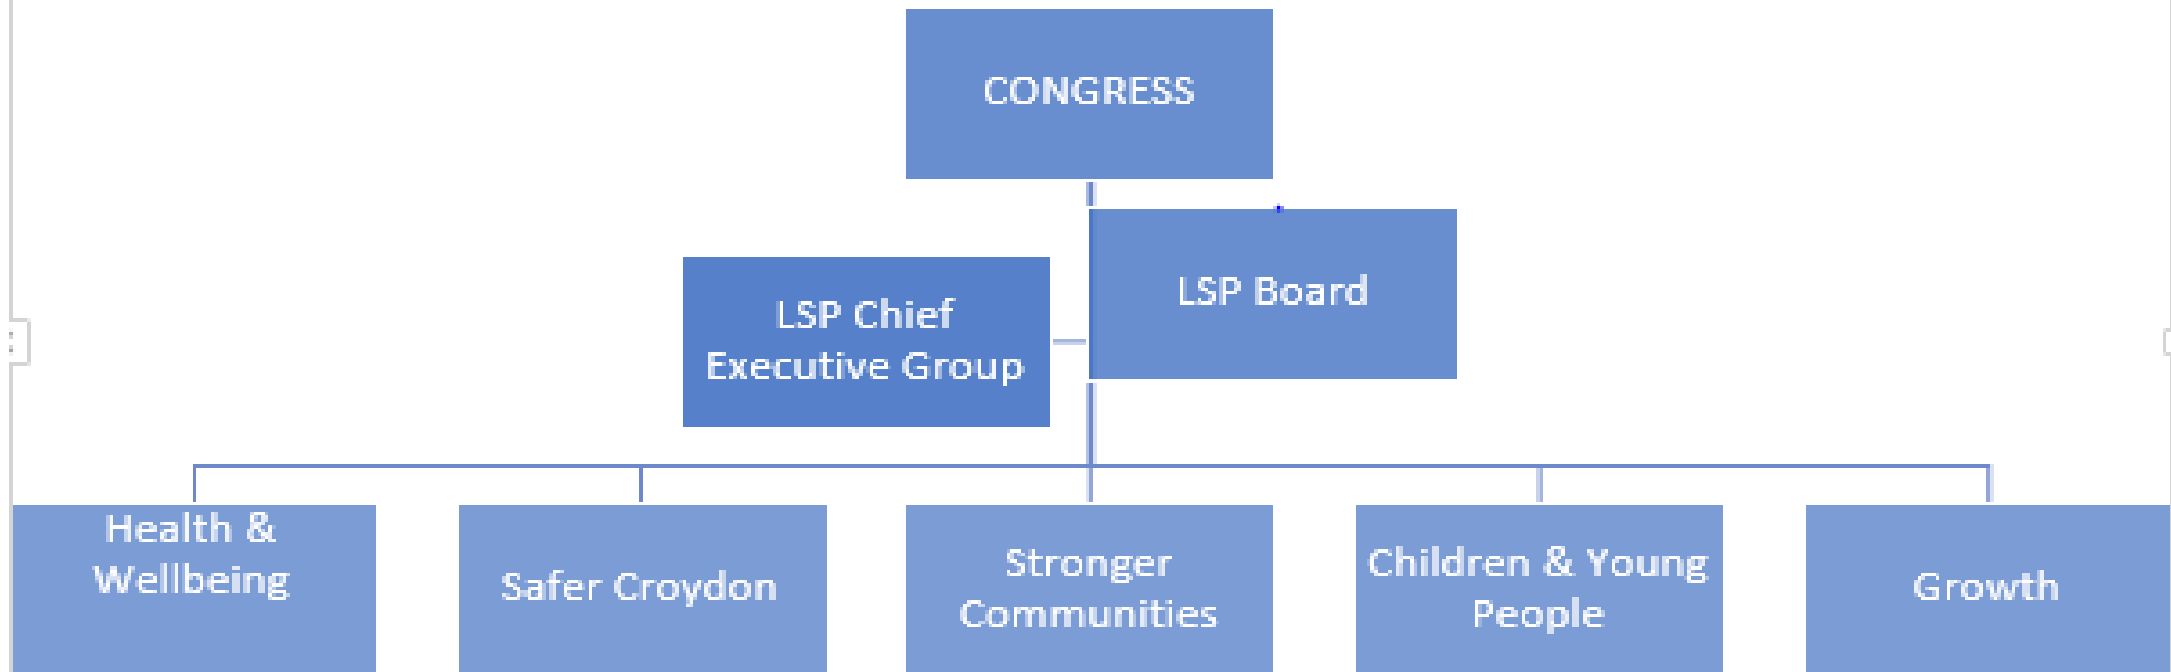 CONGRESS
LSP Board
LSP Chief
Executive Group
Health &
Wellbeing
Safer Croydon
Stronger
Communities
Children & Young
People
Growth